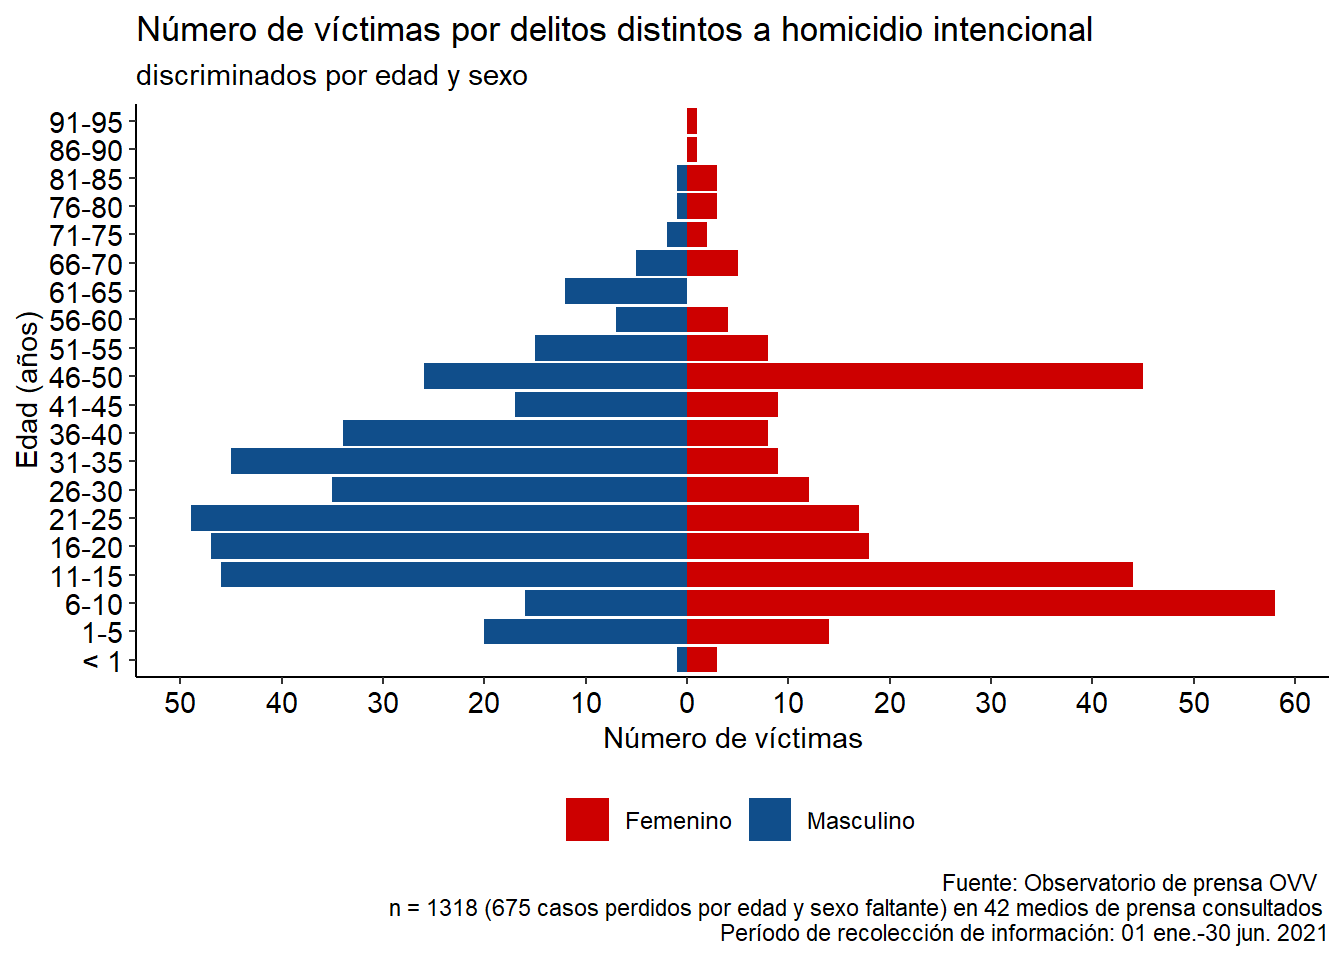 Número de víctimas por delitos distintos a homicidio intencional
discriminados por edad y sexo
Edad (años)
91-95
86-90
81-85
76-80
71-75
66-70
61-65
56-60
51-55
46-50
41-45
36-40
31-35
26-30
21-25
16-20
11-15
6-10
1-5
< 1
50 40 30 20 10 0 10 20 30 40 50 60
Número de víctimas
Femenino Masculino
Fuente: Observatorio de prensa OVV
n = 1318 (675 casos perdidos por edad y sexo faltante) en 42 medios de prensa consultados
Período de recolección de información: 01 ene.-30 jun. 2021